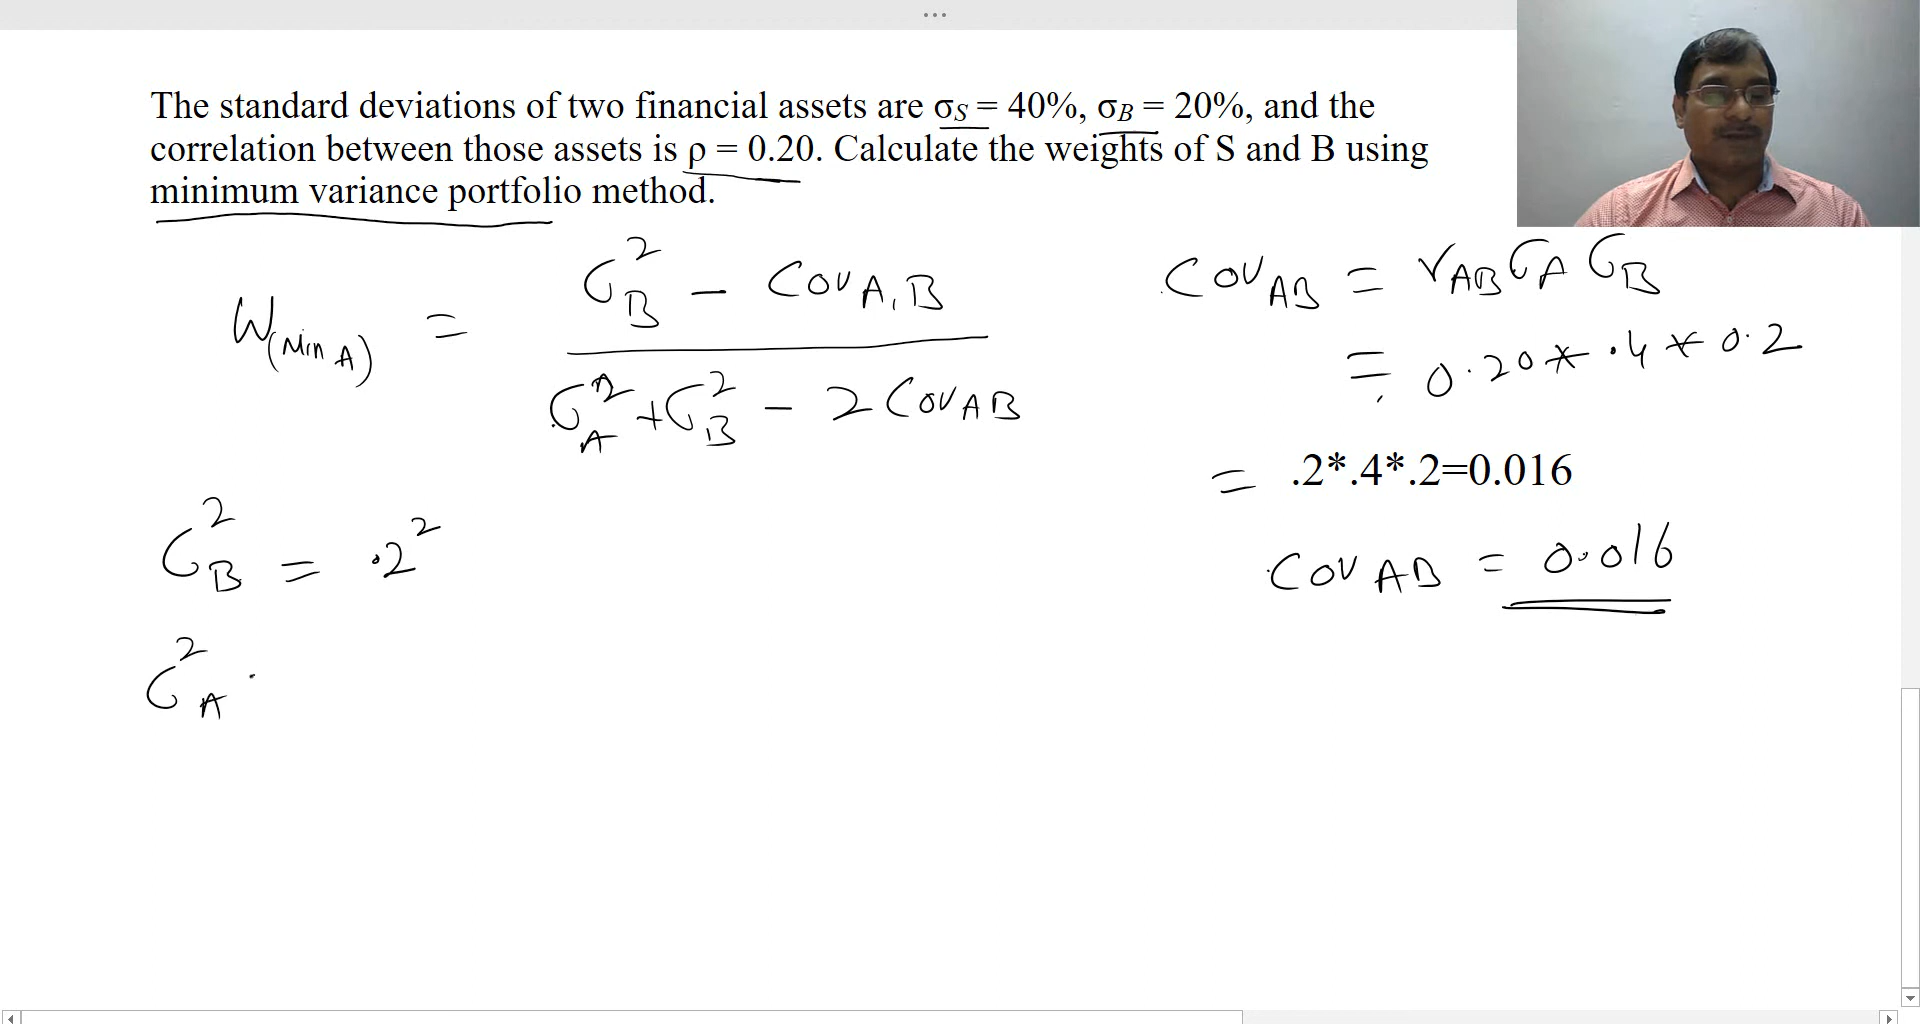 The standard deviations of two financial assets are σS = 40%, σB = 20%, and the
correlation between those assets is ρ = 0.20. Calculate the weights of S and B using
minimum variance portfolio method.
W(Min A) = σB² - Cov A,B
σA² + σB² - 2 Cov AB
Cov AB = rAB σA σB
= 0.20 * .4 * 0.2
= .2*.4*.2=0.016
Cov AB = 0.016
σB² = .2²
σA²